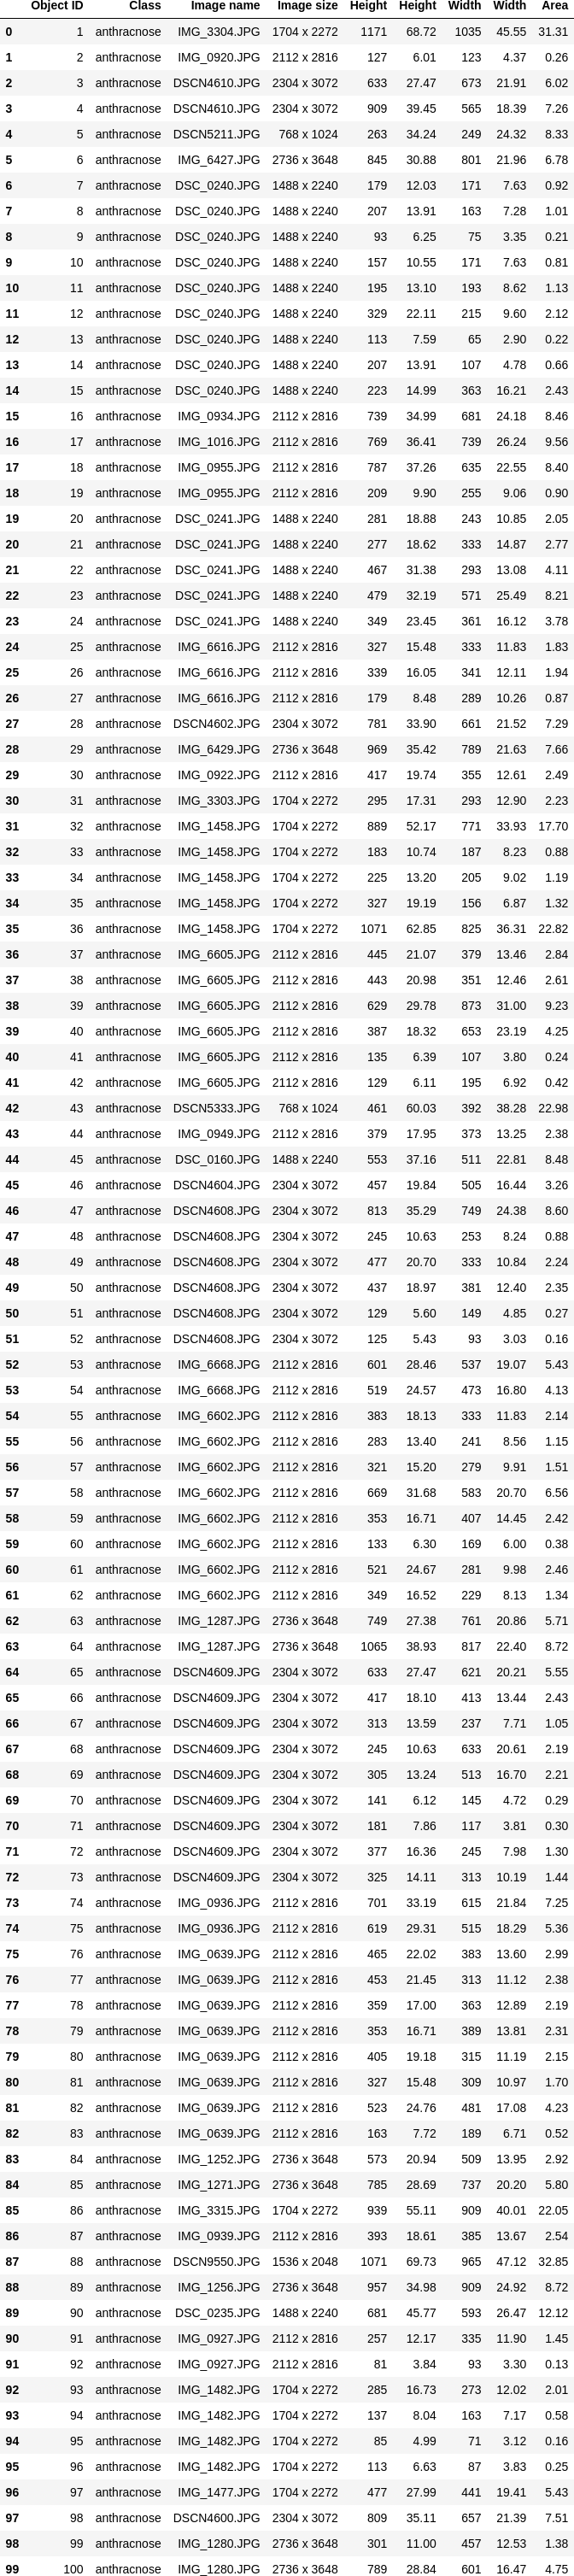 Object ID Class Image name Image size Height Height Width Width Area
0 1 anthracnose IMG_3304.JPG 1704 x 2272 1171 68.72 1035 45.55 31.31
1 2 anthracnose IMG_0920.JPG 2112 x 2816 127 6.01 123 4.37 0.26
2 3 anthracnose DSCN4610.JPG 2304 x 3072 633 27.47 673 21.91 6.02
3 4 anthracnose DSCN4610.JPG 2304 x 3072 909 39.45 565 18.39 7.26
4 5 anthracnose DSCN5211.JPG 768 x 1024 263 34.24 249 24.32 8.33
5 6 anthracnose IMG_6427.JPG 2736 x 3648 845 30.88 801 21.96 6.78
6 7 anthracnose DSC_0240.JPG 1488 x 2240 179 12.03 171 7.63 0.92
7 8 anthracnose DSC_0240.JPG 1488 x 2240 207 13.91 163 7.28 1.01
8 9 anthracnose DSC_0240.JPG 1488 x 2240 93 6.25 75 3.35 0.21
9 10 anthracnose DSC_0240.JPG 1488 x 2240 157 10.55 171 7.63 0.81
10 11 anthracnose DSC_0240.JPG 1488 x 2240 195 13.10 193 8.62 1.13
11 12 anthracnose DSC_0240.JPG 1488 x 2240 329 22.11 215 9.60 2.12
12 13 anthracnose DSC_0240.JPG 1488 x 2240 113 7.59 65 2.90 0.22
13 14 anthracnose DSC_0240.JPG 1488 x 2240 207 13.91 107 4.78 0.66
14 15 anthracnose DSC_0240.JPG 1488 x 2240 223 14.99 363 16.21 2.43
15 16 anthracnose IMG_0934.JPG 2112 x 2816 739 34.99 681 24.18 8.46
16 17 anthracnose IMG_1016.JPG 2112 x 2816 769 36.41 739 26.24 9.56
17 18 anthracnose IMG_0955.JPG 2112 x 2816 787 37.26 635 22.55 8.40
18 19 anthracnose IMG_0955.JPG 2112 x 2816 209 9.90 255 9.06 0.90
19 20 anthracnose DSC_0241.JPG 1488 x 2240 281 18.88 243 10.85 2.05
20 21 anthracnose DSC_0241.JPG 1488 x 2240 277 18.62 333 14.87 2.77
21 22 anthracnose DSC_0241.JPG 1488 x 2240 467 31.38 293 13.08 4.11
22 23 anthracnose DSC_0241.JPG 1488 x 2240 479 32.19 571 25.49 8.21
23 24 anthracnose DSC_0241.JPG 1488 x 2240 349 23.45 361 16.12 3.78
24 25 anthracnose IMG_6616.JPG 2112 x 2816 327 15.48 333 11.83 1.83
25 26 anthracnose IMG_6616.JPG 2112 x 2816 339 16.05 341 12.11 1.94
26 27 anthracnose IMG_6616.JPG 2112 x 2816 179 8.48 289 10.26 0.87
27 28 anthracnose DSCN4602.JPG 2304 x 3072 781 33.90 661 21.52 7.29
28 29 anthracnose IMG_6429.JPG 2736 x 3648 969 35.42 789 21.63 7.66
29 30 anthracnose IMG_0922.JPG 2112 x 2816 417 19.74 355 12.61 2.49
30 31 anthracnose IMG_3303.JPG 1704 x 2272 295 17.31 293 12.90 2.23
31 32 anthracnose IMG_1458.JPG 1704 x 2272 889 52.17 771 33.93 17.70
32 33 anthracnose IMG_1458.JPG 1704 x 2272 183 10.74 187 8.23 0.88
33 34 anthracnose IMG_1458.JPG 1704 x 2272 225 13.20 205 9.02 1.19
34 35 anthracnose IMG_1458.JPG 1704 x 2272 327 19.19 156 6.87 1.32
35 36 anthracnose IMG_1458.JPG 1704 x 2272 1071 62.85 825 36.31 22.82
36 37 anthracnose IMG_6605.JPG 2112 x 2816 445 21.07 379 13.46 2.84
37 38 anthracnose IMG_6605.JPG 2112 x 2816 443 20.98 351 12.46 2.61
38 39 anthracnose IMG_6605.JPG 2112 x 2816 629 29.78 873 31.00 9.23
39 40 anthracnose IMG_6605.JPG 2112 x 2816 387 18.32 653 23.19 4.25
40 41 anthracnose IMG_6605.JPG 2112 x 2816 135 6.39 107 3.80 0.24
41 42 anthracnose IMG_6605.JPG 2112 x 2816 129 6.11 195 6.92 0.42
42 43 anthracnose DSCN5333.JPG 768 x 1024 461 60.03 392 38.28 22.98
43 44 anthracnose IMG_0949.JPG 2112 x 2816 379 17.95 373 13.25 2.38
44 45 anthracnose DSC_0160.JPG 1488 x 2240 553 37.16 511 22.81 8.48
45 46 anthracnose DSCN4604.JPG 2304 x 3072 457 19.84 505 16.44 3.26
46 47 anthracnose DSCN4608.JPG 2304 x 3072 813 35.29 749 24.38 8.60
47 48 anthracnose DSCN4608.JPG 2304 x 3072 245 10.63 253 8.24 0.88
48 49 anthracnose DSCN4608.JPG 2304 x 3072 477 20.70 333 10.84 2.24
49 50 anthracnose DSCN4608.JPG 2304 x 3072 437 18.97 381 12.40 2.35
50 51 anthracnose DSCN4608.JPG 2304 x 3072 129 5.60 149 4.85 0.27
51 52 anthracnose DSCN4608.JPG 2304 x 3072 125 5.43 93 3.03 0.16
52 53 anthracnose IMG_6668.JPG 2112 x 2816 601 28.46 537 19.07 5.43
53 54 anthracnose IMG_6668.JPG 2112 x 2816 519 24.57 473 16.80 4.13
54 55 anthracnose IMG_6602.JPG 2112 x 2816 383 18.13 333 11.83 2.14
55 56 anthracnose IMG_6602.JPG 2112 x 2816 283 13.40 241 8.56 1.15
56 57 anthracnose IMG_6602.JPG 2112 x 2816 321 15.20 279 9.91 1.51
57 58 anthracnose IMG_6602.JPG 2112 x 2816 669 31.68 583 20.70 6.56
58 59 anthracnose IMG_6602.JPG 2112 x 2816 353 16.71 407 14.45 2.42
59 60 anthracnose IMG_6602.JPG 2112 x 2816 133 6.30 169 6.00 0.38
60 61 anthracnose IMG_6602.JPG 2112 x 2816 521 24.67 281 9.98 2.46
61 62 anthracnose IMG_6602.JPG 2112 x 2816 349 16.52 229 8.13 1.34
62 63 anthracnose IMG_1287.JPG 2736 x 3648 749 27.38 761 20.86 5.71
63 64 anthracnose IMG_1287.JPG 2736 x 3648 1065 38.93 817 22.40 8.72
64 65 anthracnose DSCN4609.JPG 2304 x 3072 633 27.47 621 20.21 5.55
65 66 anthracnose DSCN4609.JPG 2304 x 3072 417 18.10 413 13.44 2.43
66 67 anthracnose DSCN4609.JPG 2304 x 3072 313 13.59 237 7.71 1.05
67 68 anthracnose DSCN4609.JPG 2304 x 3072 245 10.63 633 20.61 2.19
68 69 anthracnose DSCN4609.JPG 2304 x 3072 305 13.24 513 16.70 2.21
69 70 anthracnose DSCN4609.JPG 2304 x 3072 141 6.12 145 4.72 0.29
70 71 anthracnose DSCN4609.JPG 2304 x 3072 181 7.86 117 3.81 0.30
71 72 anthracnose DSCN4609.JPG 2304 x 3072 377 16.36 245 7.98 1.30
72 73 anthracnose DSCN4609.JPG 2304 x 3072 325 14.11 313 10.19 1.44
73 74 anthracnose IMG_0936.JPG 2112 x 2816 701 33.19 615 21.84 7.25
74 75 anthracnose IMG_0936.JPG 2112 x 2816 619 29.31 515 18.29 5.36
75 76 anthracnose IMG_0639.JPG 2112 x 2816 465 22.02 383 13.60 2.99
76 77 anthracnose IMG_0639.JPG 2112 x 2816 453 21.45 313 11.12 2.38
77 78 anthracnose IMG_0639.JPG 2112 x 2816 359 17.00 363 12.89 2.19
78 79 anthracnose IMG_0639.JPG 2112 x 2816 353 16.71 389 13.81 2.31
79 80 anthracnose IMG_0639.JPG 2112 x 2816 405 19.18 315 11.19 2.15
80 81 anthracnose IMG_0639.JPG 2112 x 2816 327 15.48 309 10.97 1.70
81 82 anthracnose IMG_0639.JPG 2112 x 2816 523 24.76 481 17.08 4.23
82 83 anthracnose IMG_0639.JPG 2112 x 2816 163 7.72 189 6.71 0.52
83 84 anthracnose IMG_1252.JPG 2736 x 3648 573 20.94 509 13.95 2.92
84 85 anthracnose IMG_1271.JPG 2736 x 3648 785 28.69 737 20.20 5.80
85 86 anthracnose IMG_3315.JPG 1704 x 2272 939 55.11 909 40.01 22.05
86 87 anthracnose IMG_0939.JPG 2112 x 2816 393 18.61 385 13.67 2.54
87 88 anthracnose DSCN9550.JPG 1536 x 2048 1071 69.73 965 47.12 32.85
88 89 anthracnose IMG_1256.JPG 2736 x 3648 957 34.98 909 24.92 8.72
89 90 anthracnose DSC_0235.JPG 1488 x 2240 681 45.77 593 26.47 12.12
90 91 anthracnose IMG_0927.JPG 2112 x 2816 257 12.17 335 11.90 1.45
91 92 anthracnose IMG_0927.JPG 2112 x 2816 81 3.84 93 3.30 0.13
92 93 anthracnose IMG_1482.JPG 1704 x 2272 285 16.73 273 12.02 2.01
93 94 anthracnose IMG_1482.JPG 1704 x 2272 137 8.04 163 7.17 0.58
94 95 anthracnose IMG_1482.JPG 1704 x 2272 85 4.99 71 3.12 0.16
95 96 anthracnose IMG_1482.JPG 1704 x 2272 113 6.63 87 3.83 0.25
96 97 anthracnose IMG_1477.JPG 1704 x 2272 477 27.99 441 19.41 5.43
97 98 anthracnose DSCN4600.JPG 2304 x 3072 809 35.11 657 21.39 7.51
98 99 anthracnose IMG_1280.JPG 2736 x 3648 301 11.00 457 12.53 1.38
99 100 anthracnose IMG_1280.JPG 2736 x 3648 789 28.84 601 16.47 4.75